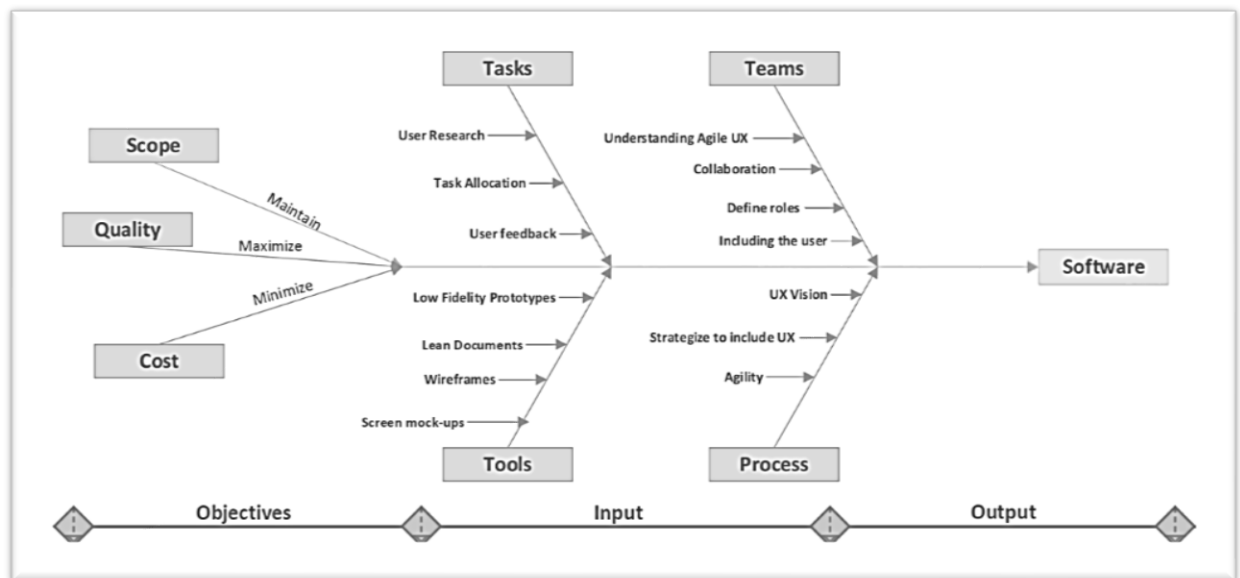 Tasks
Teams
Scope
Quality
Cost
Maintain
Maximize
Minimize
User Research
Task Allocation
User feedback
Understanding Agile UX
Collaboration
Define roles
Including the user
Software
Low Fidelity Prototypes
Lean Documents
Wireframes
Screen mock-ups
UX Vision
Strategize to include UX
Agility
Tools
Process
Objectives
Input
Output